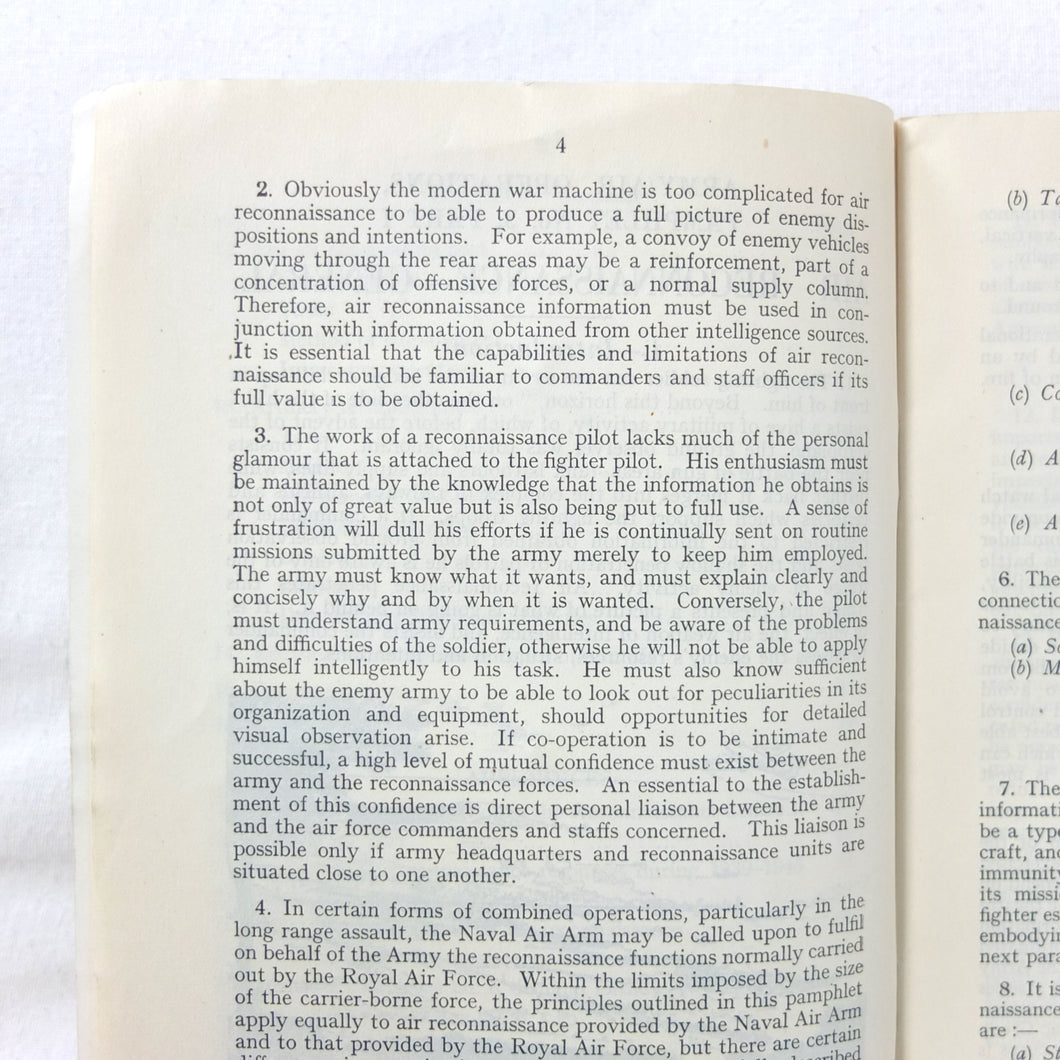 4
2. Obviously the modern war machine is too complicated for air
reconnaissance to be able to produce a full picture of enemy dis-
positions and intentions. For example, a convoy of enemy vehicles
moving through the rear areas may be a reinforcement, part of a
concentration of offensive forces, or a normal supply column.
Therefore, air reconnaissance information must be used in con-
junction with information obtained from other intelligence sources.
It is essential that the capabilities and limitations of air recon-
naissance should be familiar to commanders and staff officers if its
full value is to be obtained.
3. The work of a reconnaissance pilot lacks much of the personal
glamour that is attached to the fighter pilot. His enthusiasm must
be maintained by the knowledge that the information he obtains is
not only of great value but is also being put to full use. A sense of
frustration will dull his efforts if he is continually sent on routine
missions submitted by the army merely to keep him employed.
The army must know what it wants, and must explain clearly and
concisely why and by when it is wanted. Conversely, the pilot
must understand army requirements, and be aware of the problems
and difficulties of the soldier, otherwise he will not be able to apply
himself intelligently to his task. He must also know sufficient
about the enemy army to be able to look out for peculiarities in its
organization and equipment, should opportunities for detailed
visual observation arise. If co-operation is to be intimate and
successful, a high level of mutual confidence must exist between the
army and the reconnaissance forces. An essential to the establish-
ment of this confidence is direct personal liaison between the army
and the air force commanders and staffs concerned. This liaison is
possible only if army headquarters and reconnaissance units are
situated close to one another.
4. In certain forms of combined operations, particularly in the
long range assault, the Naval Air Arm may be called upon to fulfil
on behalf of the Army the reconnaissance functions normally carried
out by the Royal Air Force. Within the limits imposed by the size
of the carrier-borne force, the principles outlined in this pamphlet
apply equally to air reconnaissance provided by the Naval Air Arm
and to that provided by the Royal Air Force, but there are certain
(b)
(c)
(d) A
(e) A
6. The
connectio
naissance
(a)
(b) M
7. The
informati
be a type
craft, and
immunity
its missi
fighter es
embodyin
next para
8. It is
naissance
are :—
(a)